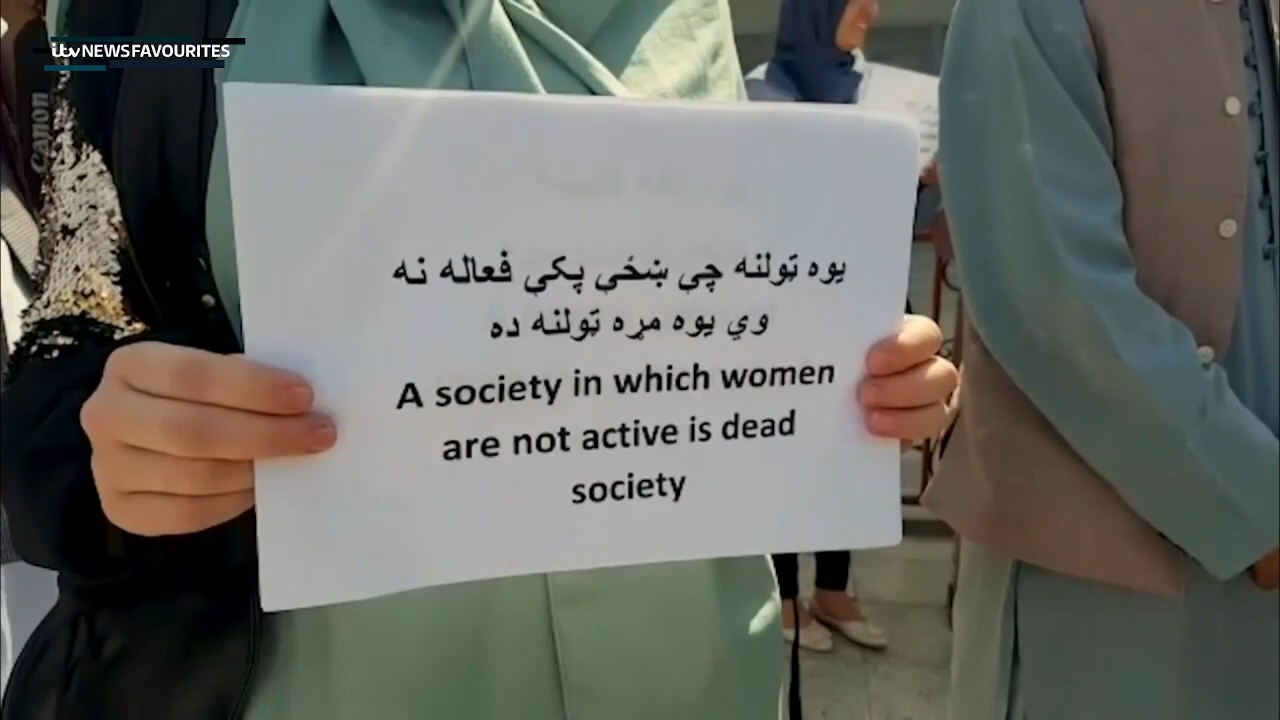 itv NEWS FAVOURITES
Canon
یوه ټولنه چې ښځې پکې فعاله نه
وي یوه مړه ټولنه ده
A society in which women
are not active is dead
society